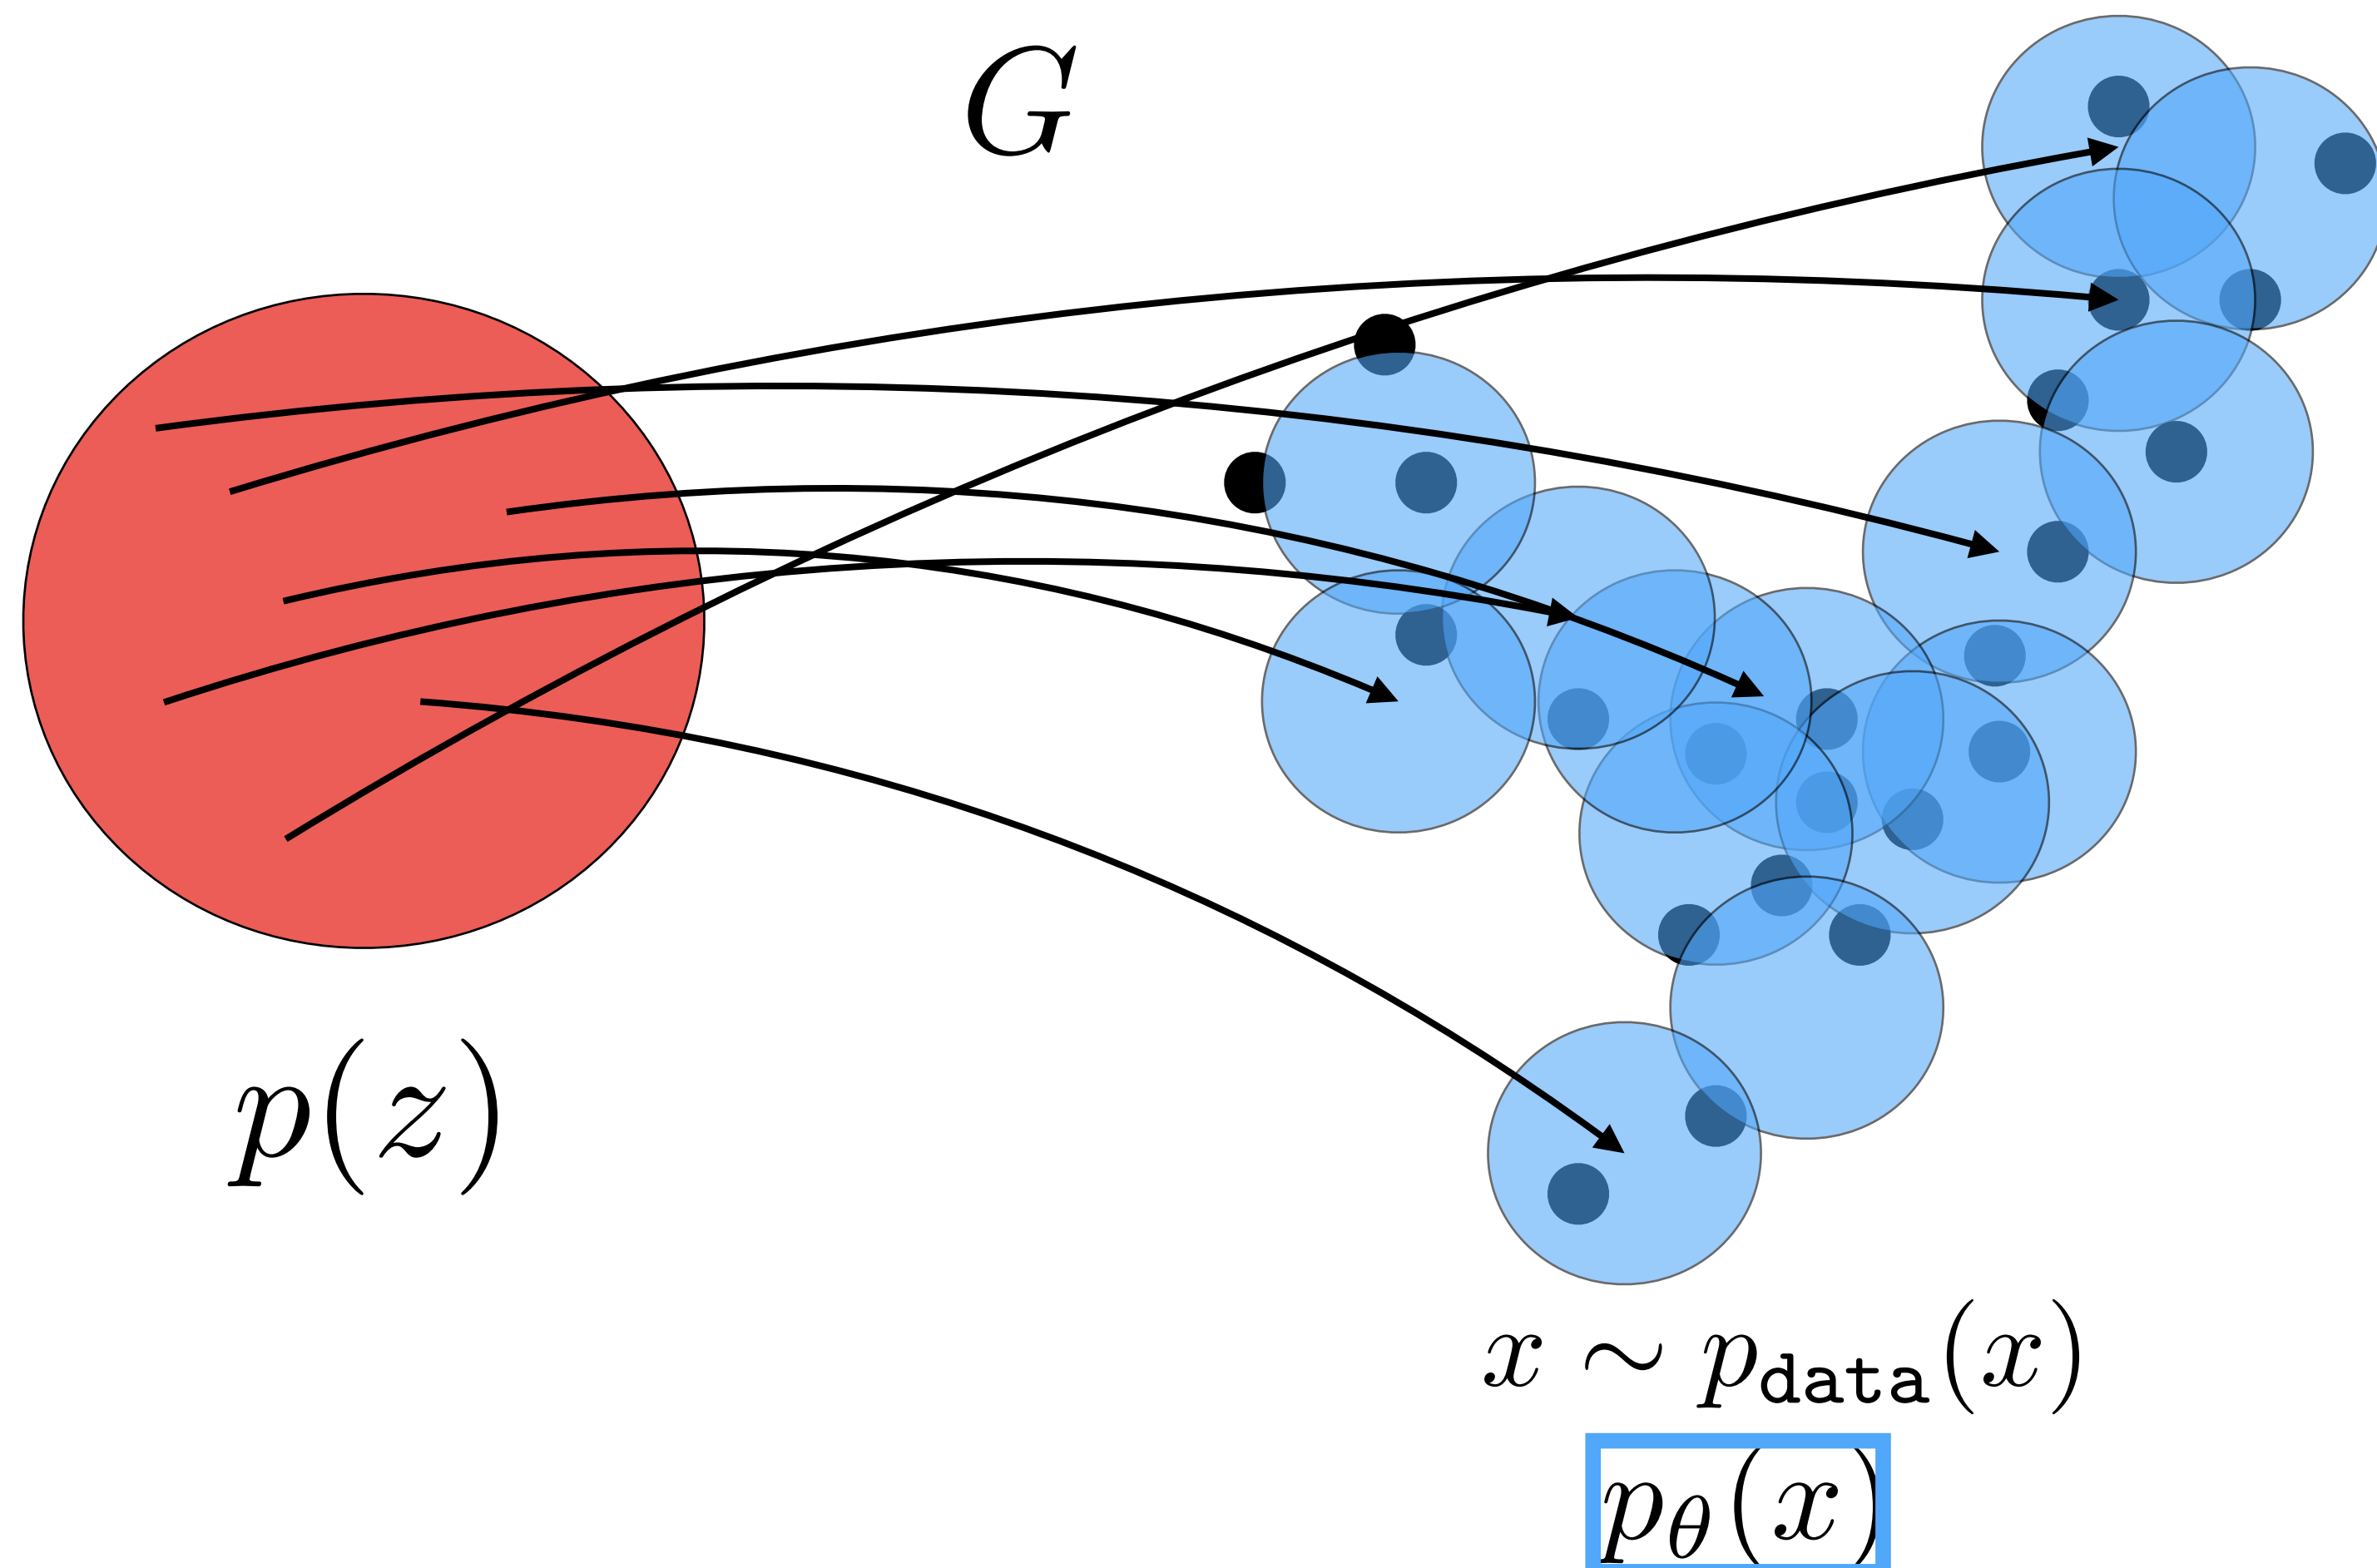 G
p(z)
x ~ p_data(x)
p_θ(x)